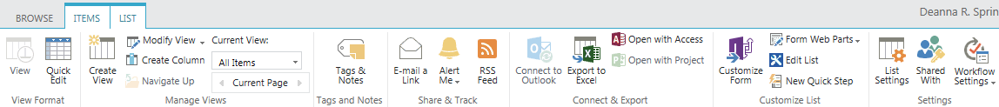 BROWSE ITEMS LIST Deanna R. Sprin
View
Quick
Edit
View Format
Create
View
Modify View
Create Column
Navigate Up
Current View:
All Items
Current Page
Manage Views
Tags &
Notes
Tags and Notes
E-mail a
Link
Alert
Me
RSS
Feed
Share & Track
Connect to
Outlook
Export to
Excel
Open with Access
Open with Project
Connect & Export
Customize
Form
Form Web Parts
Edit List
New Quick Step
Customize List
List
Settings
Shared
With
Workflow
Settings
Settings